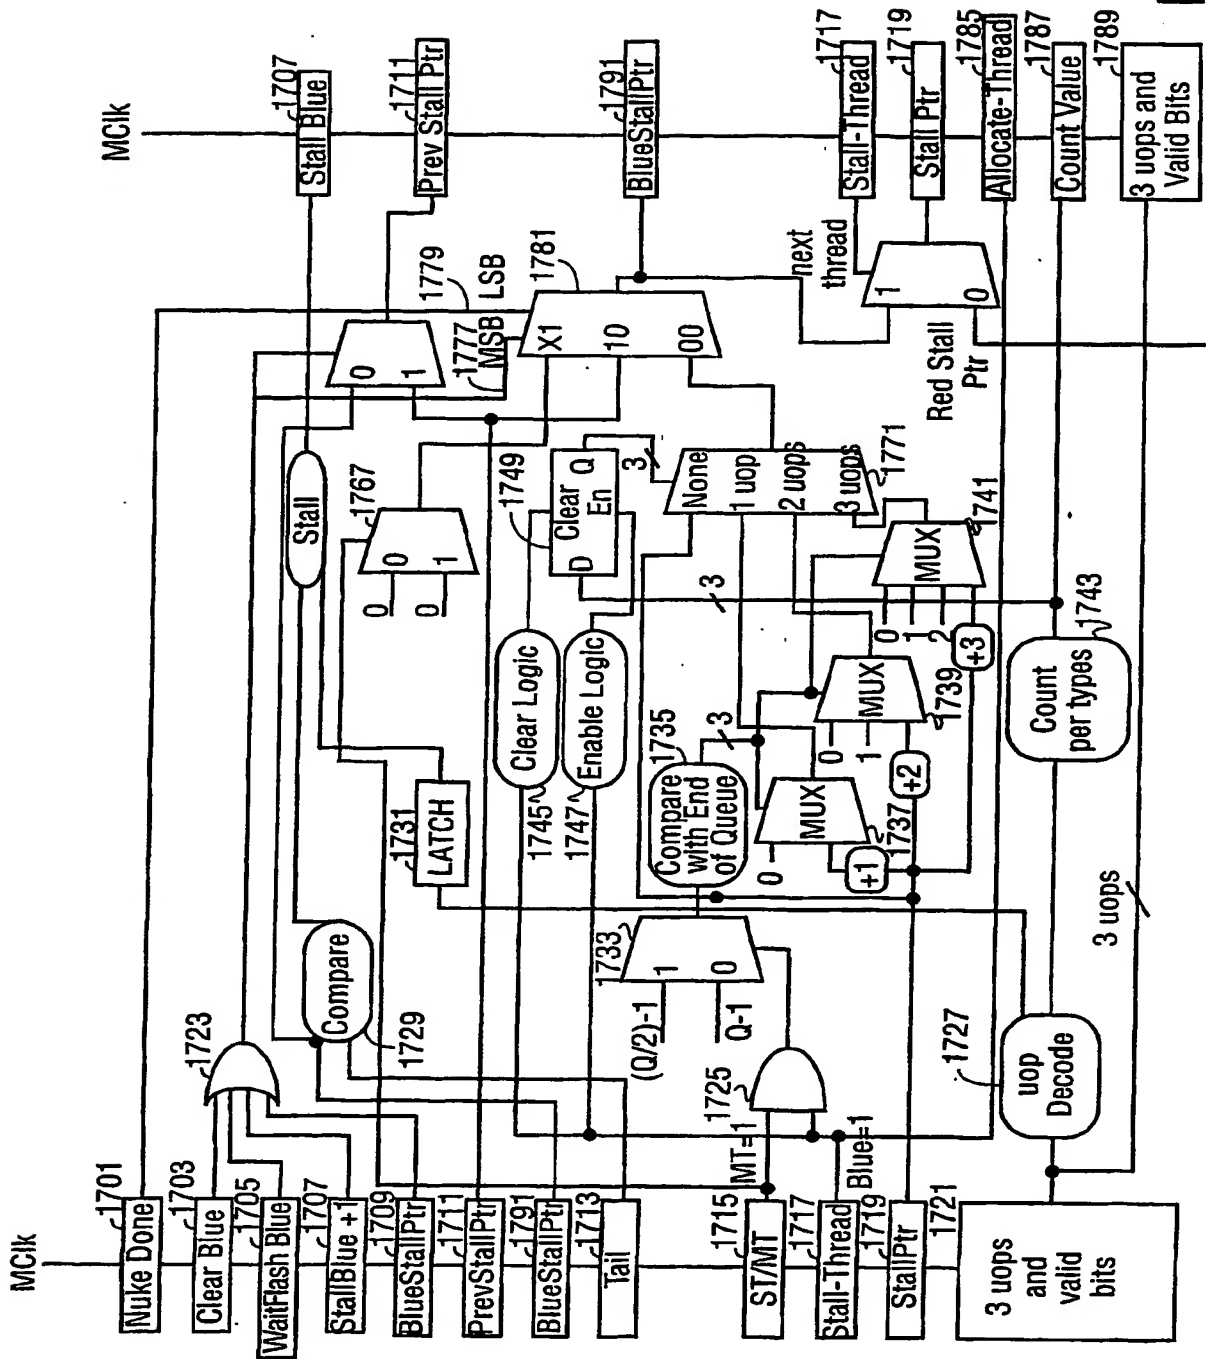 MClk
1701
Nuke Done
1703
Clear Blue
1705
WaitFlash Blue
1707
StallBlue +1
1709
BlueStallPtr
1711
PrevStallPtr
1791
BlueStallPtr
1713
Tail
1715
ST/MT
1717
Stall-Thread
1719
StallPtr
1721
3 uops
and
valid
bits
1723
Compare
1729
MT=1
1725
Blue=1
1727
uop
Decode
3 uops
1731
LATCH
1733
1
0
(Q/2)-1
Q-1
1745
Clear Logic
1747
Enable Logic
1735
Compare
with End
of Queue
3
0
MUX
1737
+1
0
1
MUX
1739
+2
0
1
2
MUX
741
+3
Count
per types
1743
Stall
1767
0
1
0
0
1749
Clear
D
En
Q
3
3
None
1 uop
2 uops
3 uops
1771
0
1
1777
MSB
1779
LSB
1781
X1
10
00
next
thread
1
0
Red Stall
Ptr
MClk
1707
Stall Blue
1711
Prev Stall Ptr
1791
BlueStallPtr
1717
Stall-Thread
1719
Stall Ptr
1785
Allocate-Thread
1787
Count Value
1789
3 uops and
Valid Bits